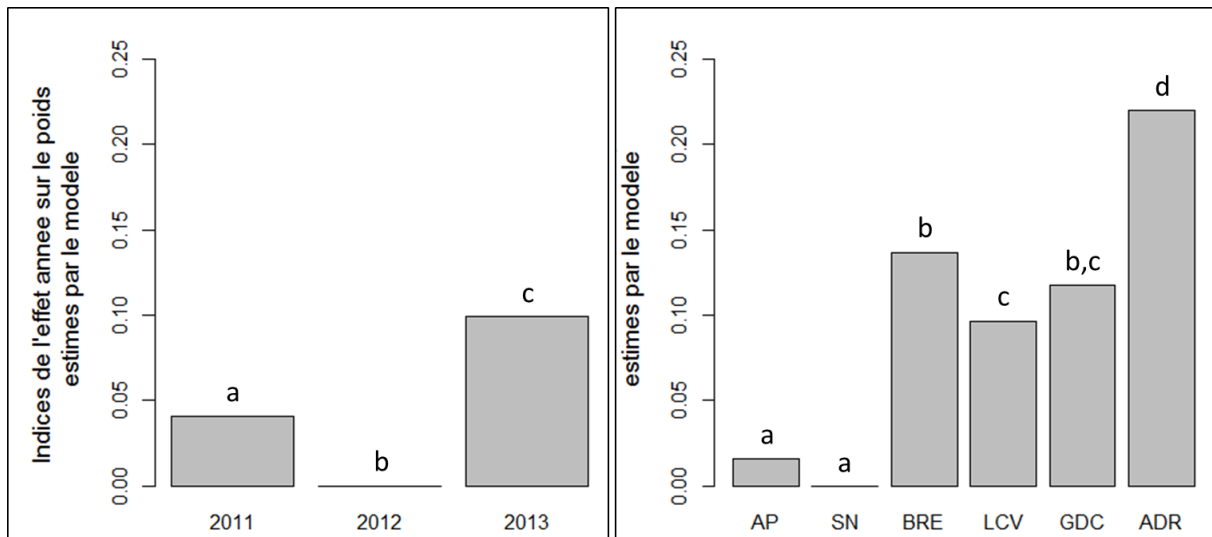 Indices de l'effet annee sur le poids
estimes par le modele
0.25
0.20
0.15
0.10
0.05
0.00
a
b
c
2011 2012 2013
estimes par le modele
0.25
0.20
0.15
0.10
0.05
0.00
a
a
b
c
b,c
d
AP SN BRE LCV GDC ADR